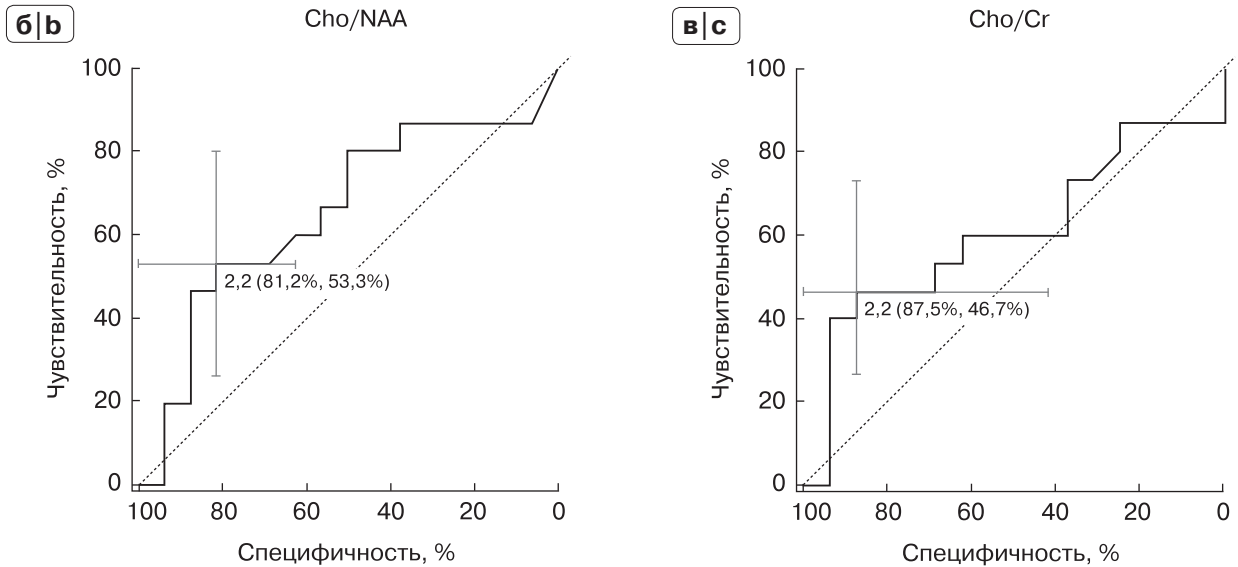 б|b
Cho/NAA
Чувствительность, %
100
80
60
40
20
0
2,2 (81,2%, 53,3%)
100 80 60 40 20 0
Специфичность, %
в|c
Cho/Cr
Чувствительность, %
100
80
60
40
20
0
2,2 (87,5%, 46,7%)
100 80 60 40 20 0
Специфичность, %